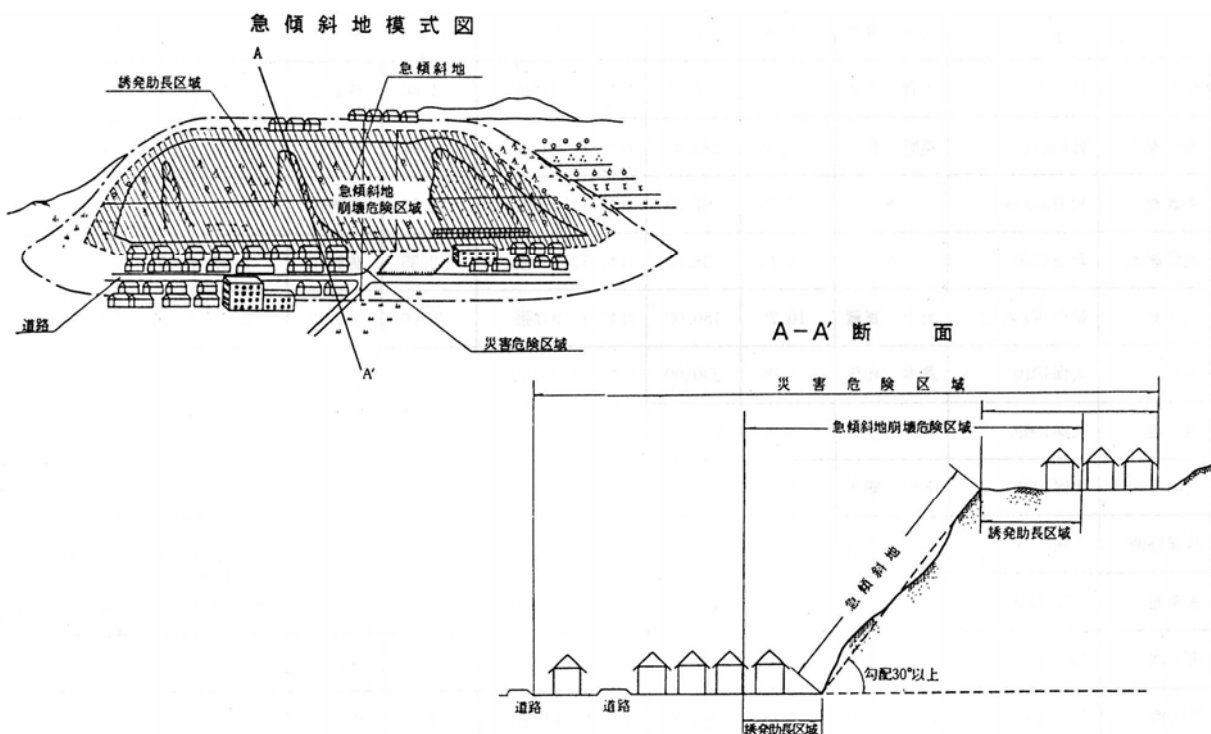 急傾斜地模式図
A
急傾斜地
誘発助長区域
急傾斜地
崩壊危険区域
道路
災害危険区域
A'
A-A' 断面
災害危険区域
急傾斜地崩壊危険区域
誘発助長区域
急傾斜地
勾配30°以上
道路
道路
誘発助長区域